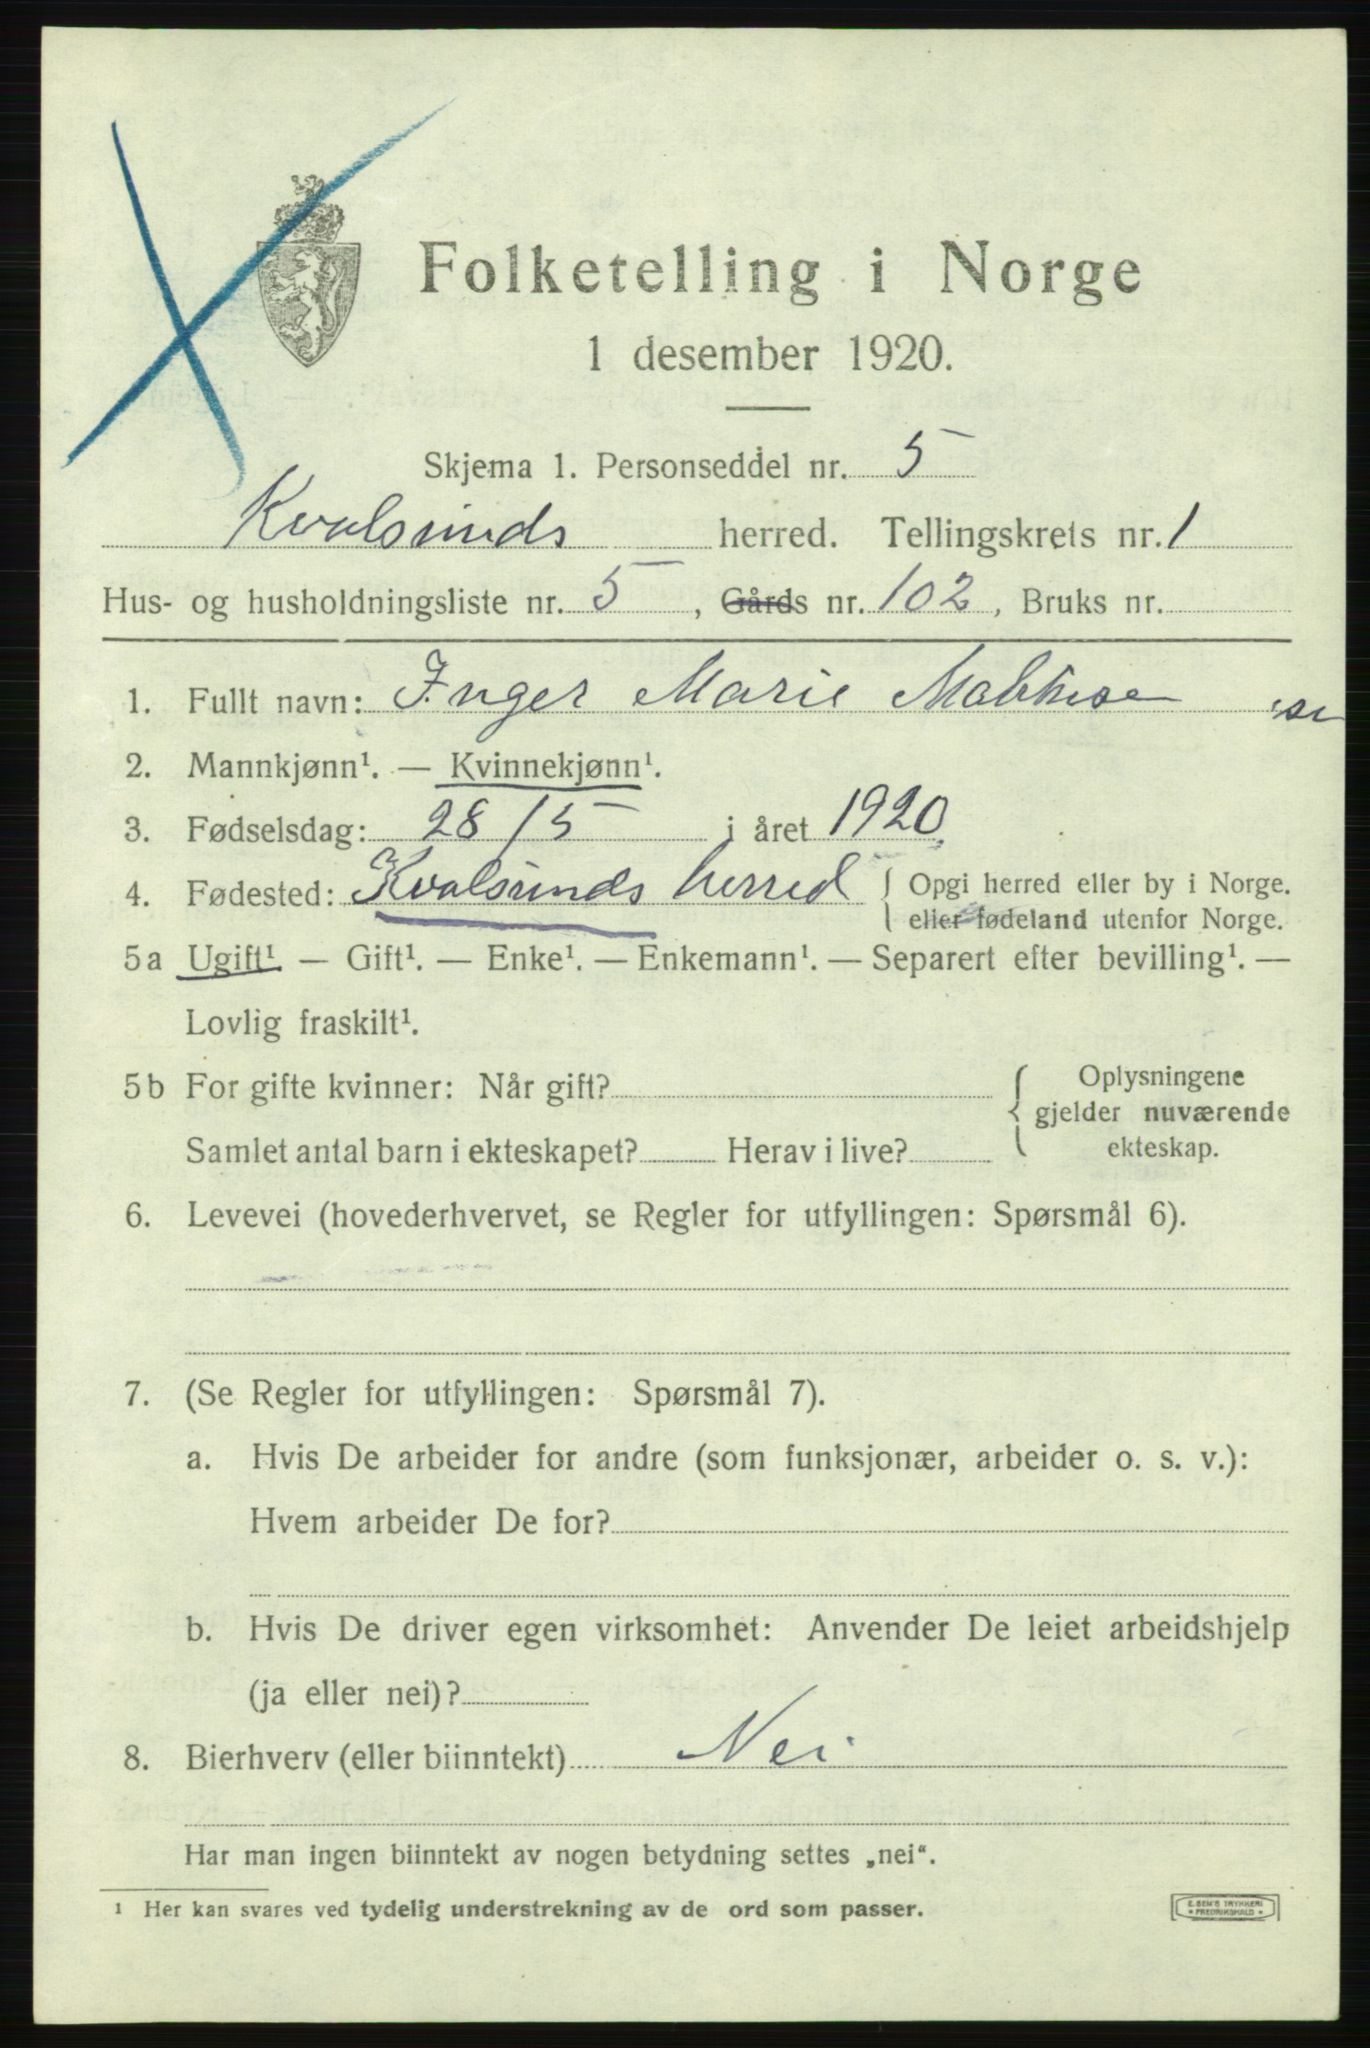 Folketelling i Norge
1 desember 1920.
Skjema 1. Personseddel nr. 5
Kvalsunds herred. Tellingskrets nr. 1
Hus- og husholdningsliste nr. 5, Gårds nr. 102, Bruks nr.
1. Fullt navn: Inger Marie
2. Mannkjønn¹. — Kvinnekjønn¹.
3. Fødselsdag: 28/5 i året 1920
4. Fødested: Kvalsunds herred { Opgi herred eller by i Norge.
eller fødeland utenfor Norge.
5a Ugift¹ — Gift¹. — Enke¹. — Enkemann¹. — Separert efter bevilling¹. —
Lovlig fraskilt¹.
5b For gifte kvinner: Når gift? { Oplysningene
gjelder nuværende
ekteskap.
Samlet antal barn i ekteskapet? Herav i live?
6. Levevei (hovederhvervet, se Regler for utfyllingen: Spørsmål 6).
7. (Se Regler for utfyllingen: Spørsmål 7).
a. Hvis De arbeider for andre (som funksjonær, arbeider o. s. v.):
Hvem arbeider De for?
b. Hvis De driver egen virksomhet: Anvender De leiet arbeidshjelp
(ja eller nei)?
8. Bierhverv (eller biinntekt) Nei
Har man ingen biinntekt av nogen betydning settes „nei“.
¹ Her kan svares ved tydelig understrekning av de ord som passer.
E. SEM'S TRYKKERI
• FREDRIKSHALD •